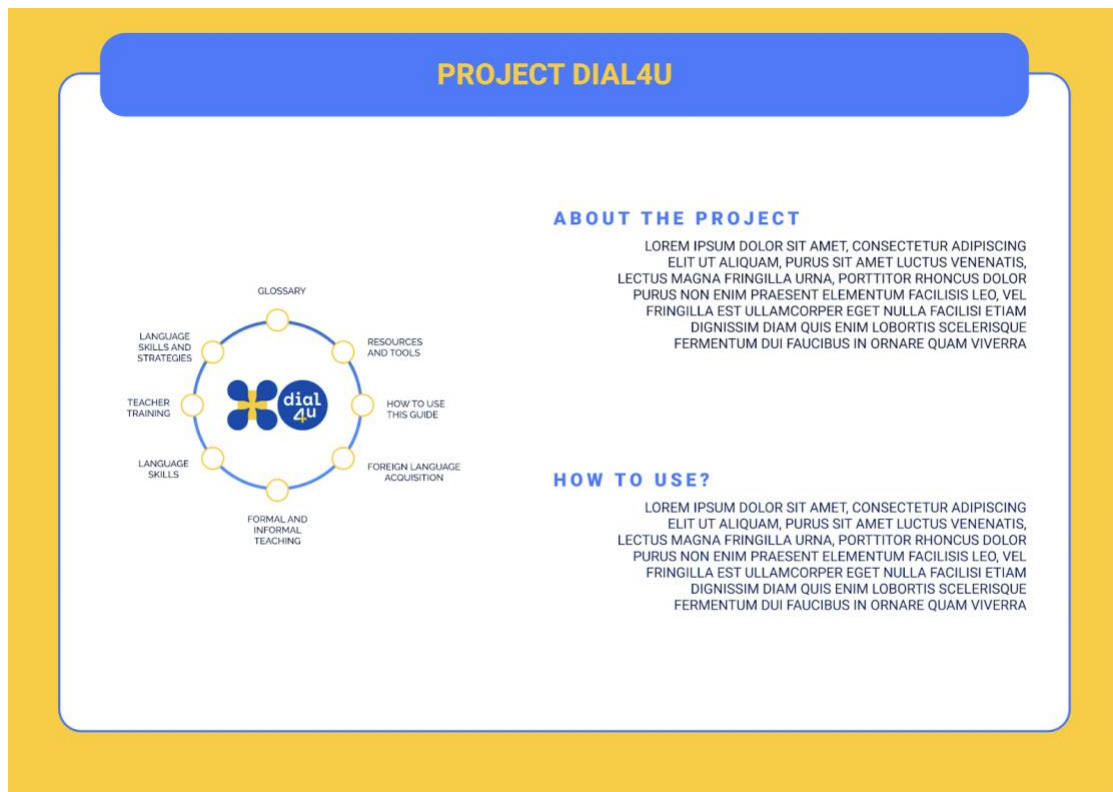 PROJECT DIAL4U
GLOSSARY
LANGUAGE
SKILLS AND
STRATEGIES
RESOURCES
AND TOOLS
TEACHER
TRAINING
dial
4u
HOW TO USE
THIS GUIDE
LANGUAGE
SKILLS
FOREIGN LANGUAGE
ACQUISITION
FORMAL AND
INFORMAL
TEACHING
ABOUT THE PROJECT
LOREM IPSUM DOLOR SIT AMET, CONSECTETUR ADIPISCING
ELIT UT ALIQUAM, PURUS SIT AMET LUCTUS VENENATIS,
LECTUS MAGNA FRINGILLA URNA, PORTTITOR RHONCUS DOLOR
PURUS NON ENIM PRAESENT ELEMENTUM FACILISIS LEO, VEL
FRINGILLA EST ULLAMCORPER EGET NULLA FACILISI ETIAM
DIGNISSIM DIAM QUIS ENIM LOBORTIS SCELERISQUE
FERMENTUM DUI FAUCIBUS IN ORNARE QUAM VIVERRA
HOW TO USE?
LOREM IPSUM DOLOR SIT AMET, CONSECTETUR ADIPISCING
ELIT UT ALIQUAM, PURUS SIT AMET LUCTUS VENENATIS,
LECTUS MAGNA FRINGILLA URNA, PORTTITOR RHONCUS DOLOR
PURUS NON ENIM PRAESENT ELEMENTUM FACILISIS LEO, VEL
FRINGILLA EST ULLAMCORPER EGET NULLA FACILISI ETIAM
DIGNISSIM DIAM QUIS ENIM LOBORTIS SCELERISQUE
FERMENTUM DUI FAUCIBUS IN ORNARE QUAM VIVERRA